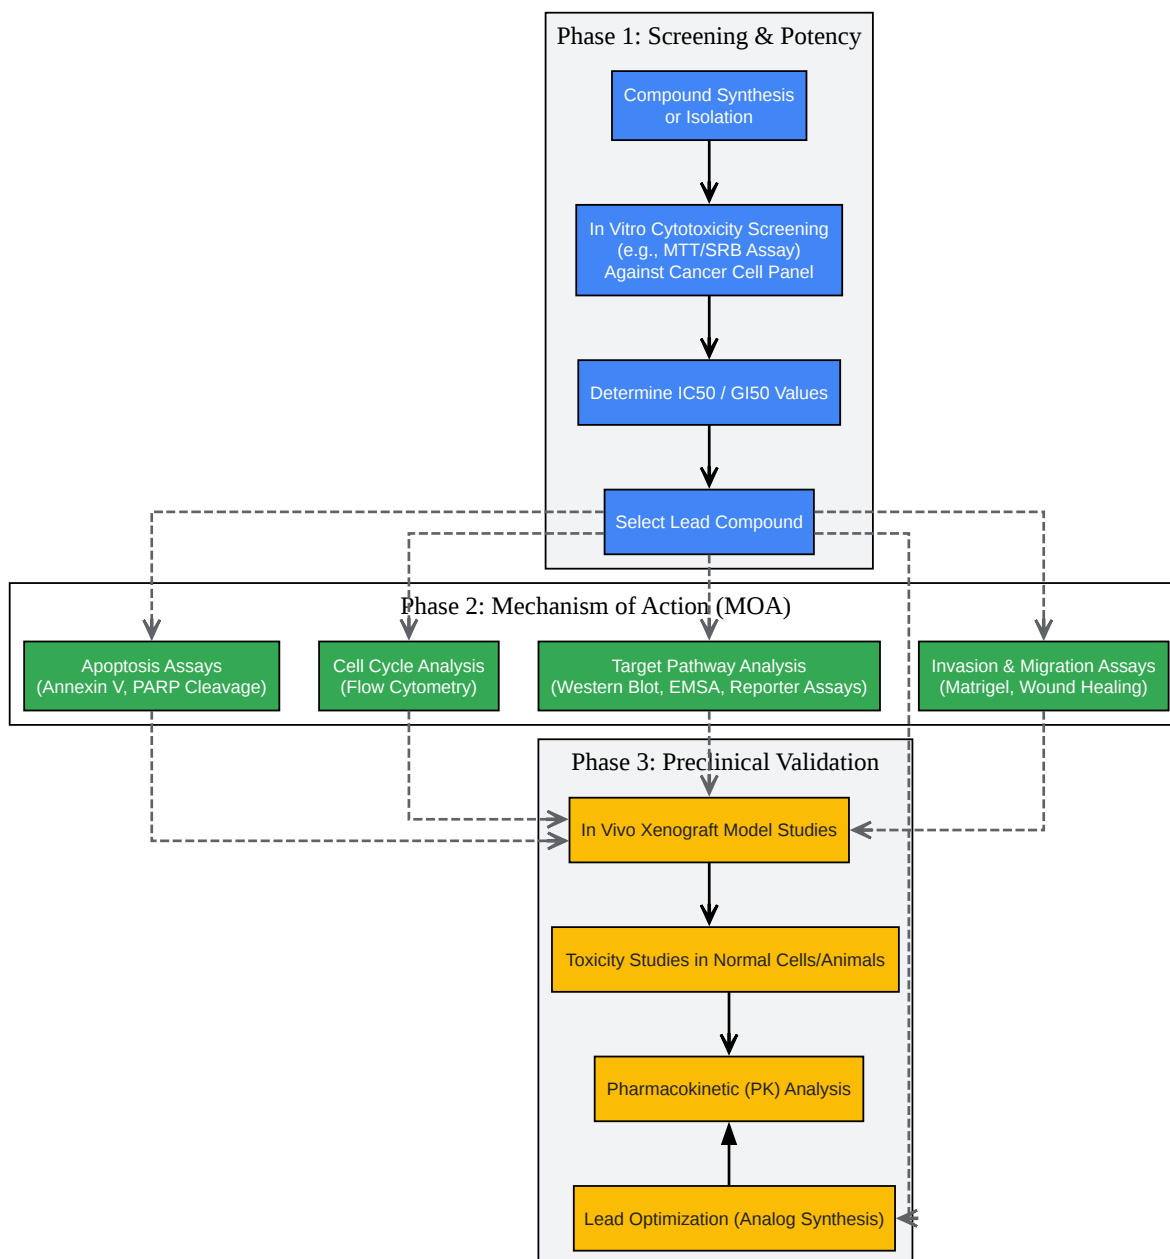 Phase 1: Screening & Potency
Compound Synthesis
or Isolation
In Vitro Cytotoxicity Screening
(e.g., MTT/SRB Assay)
Against Cancer Cell Panel
Determine IC50 / GI50 Values
Select Lead Compound
Phase 2: Mechanism of Action (MOA)
Apoptosis Assays
(Annexin V, PARP Cleavage)
Cell Cycle Analysis
(Flow Cytometry)
Target Pathway Analysis
(Western Blot, EMSA, Reporter Assays)
Invasion & Migration Assays
(Matrigel, Wound Healing)
Phase 3: Preclinical Validation
In Vivo Xenograft Model Studies
Toxicity Studies in Normal Cells/Animals
Pharmacokinetic (PK) Analysis
Lead Optimization (Analog Synthesis)